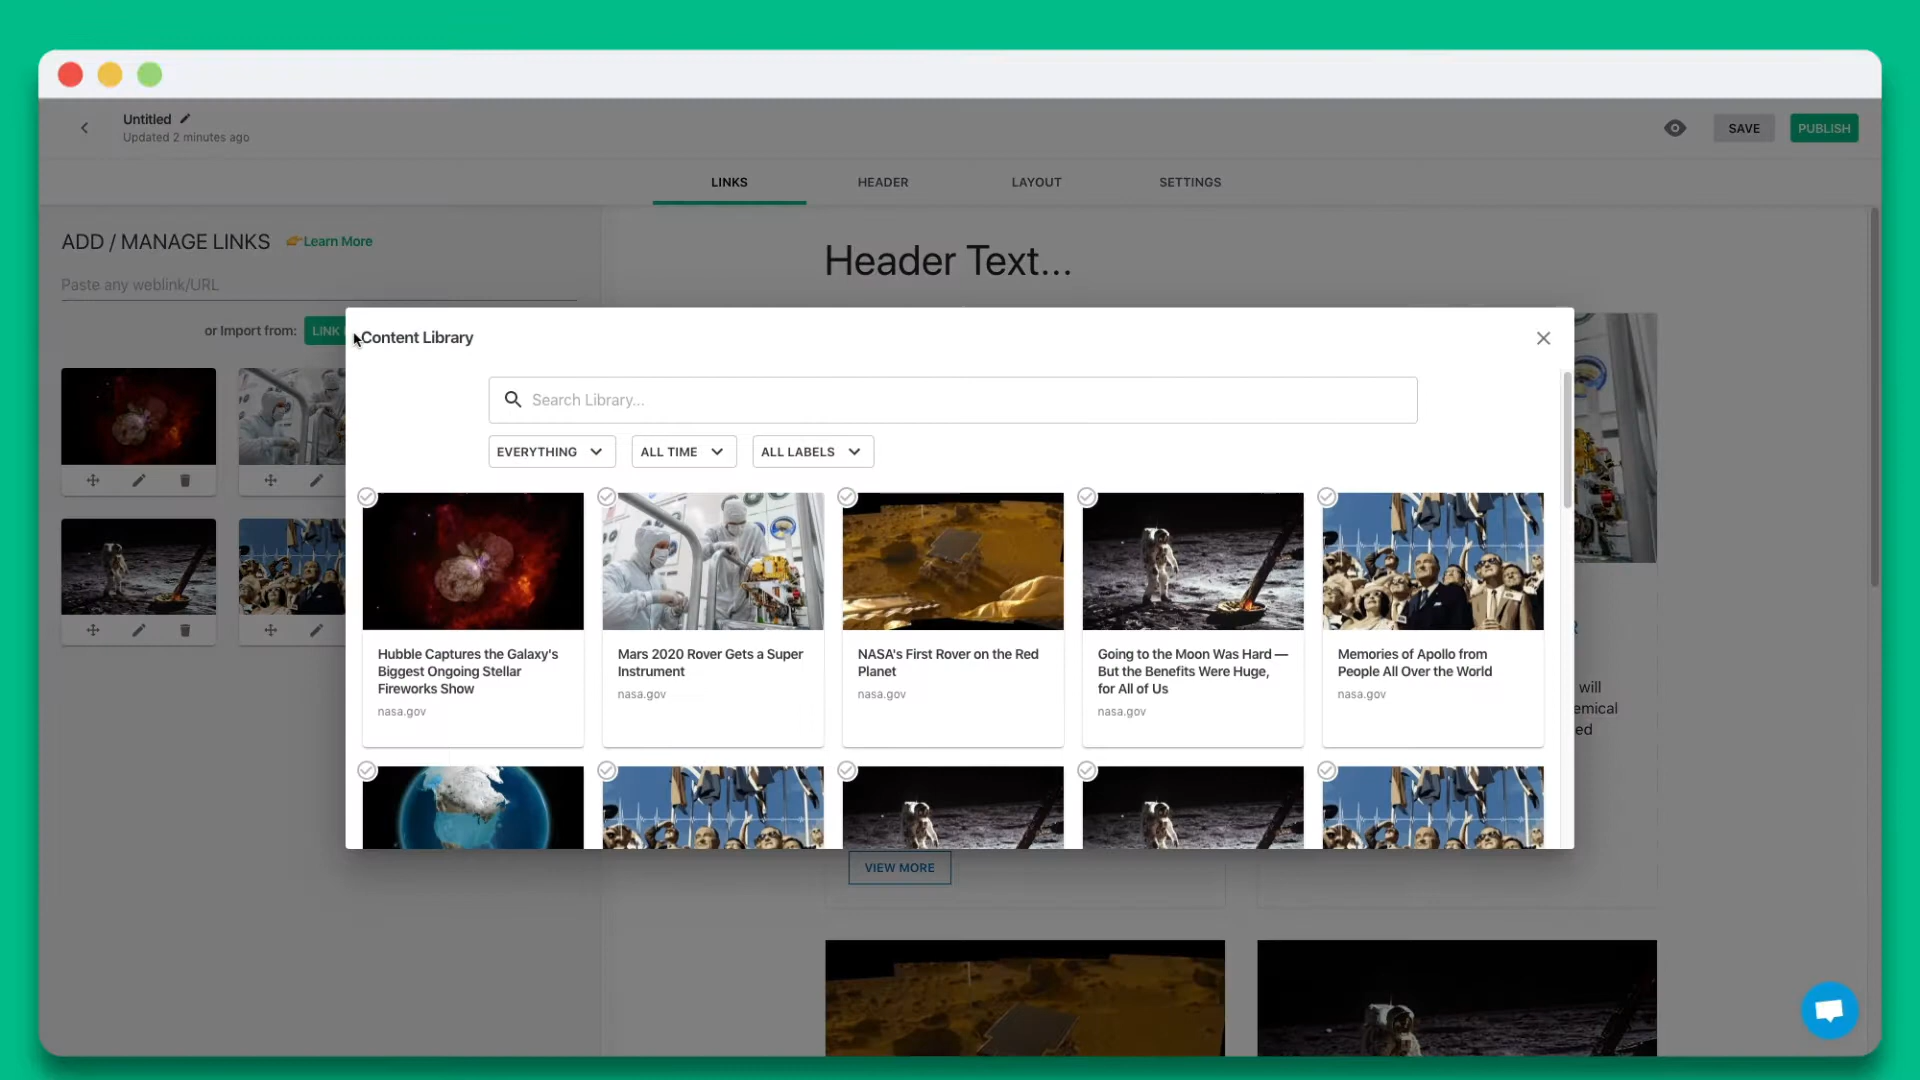 Untitled
Updated 2 minutes ago
SAVE
PUBLISH
LINKS
HEADER
LAYOUT
SETTINGS
ADD / MANAGE LINKS
Learn More
Paste any weblink/URL
or Import from:
LINK
Header Text...
Content Library
Search Library...
EVERYTHING
ALL TIME
ALL LABELS
Hubble Captures the Galaxy's
Biggest Ongoing Stellar
Fireworks Show
nasa.gov
Mars 2020 Rover Gets a Super
Instrument
nasa.gov
NASA's First Rover on the Red
Planet
nasa.gov
Going to the Moon Was Hard —
But the Benefits Were Huge,
for All of Us
nasa.gov
Memories of Apollo from
People All Over the World
nasa.gov
will
VIEW MORE